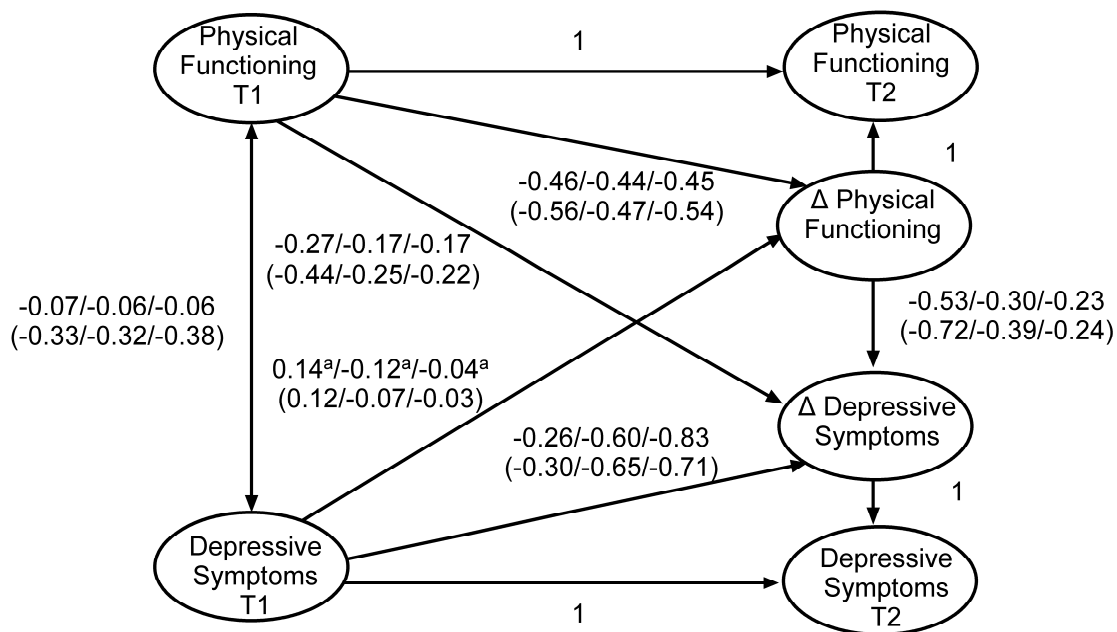 Physical
Functioning
T1
1
Physical
Functioning
T2
1
-0.46/-0.44/-0.45
(-0.56/-0.47/-0.54)
Δ Physical
Functioning
-0.27/-0.17/-0.17
(-0.44/-0.25/-0.22)
-0.07/-0.06/-0.06
(-0.33/-0.32/-0.38)
-0.53/-0.30/-0.23
(-0.72/-0.39/-0.24)
0.14ᵃ/-0.12ᵃ/-0.04ᵃ
(0.12/-0.07/-0.03)
Δ Depressive
Symptoms
-0.26/-0.60/-0.83
(-0.30/-0.65/-0.71)
1
Depressive
Symptoms
T1
1
Depressive
Symptoms
T2